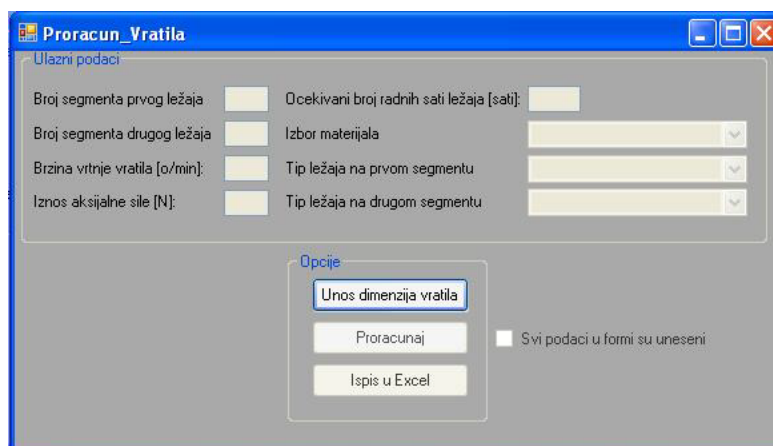 Proracun_Vratila
Ulazni podaci
Broj segmenta prvog ležaja
Ocekivani broj radnih sati ležaja [sati]:
Broj segmenta drugog ležaja
Izbor materijala
Brzina vrtnje vratila [o/min]:
Tip ležaja na prvom segmentu
Iznos aksijalne sile [N]:
Tip ležaja na drugom segmentu
Opcije
Unos dimenzija vratila
Proracunaj
Svi podaci u formi su uneseni
Ispis u Excel